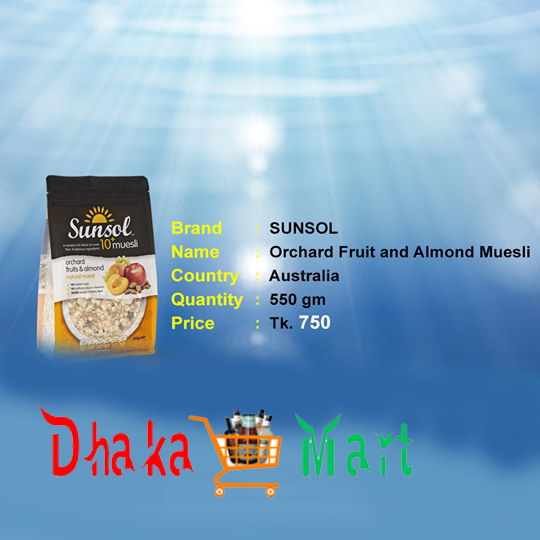 Sunsol
10+ muesli
orchard
fruits & almond
natural muesli
Brand : SUNSOL
Name : Orchard Fruit and Almond Muesli
Country : Australia
Quantity : 550 gm
Price : Tk. 750
Dhaka Mart